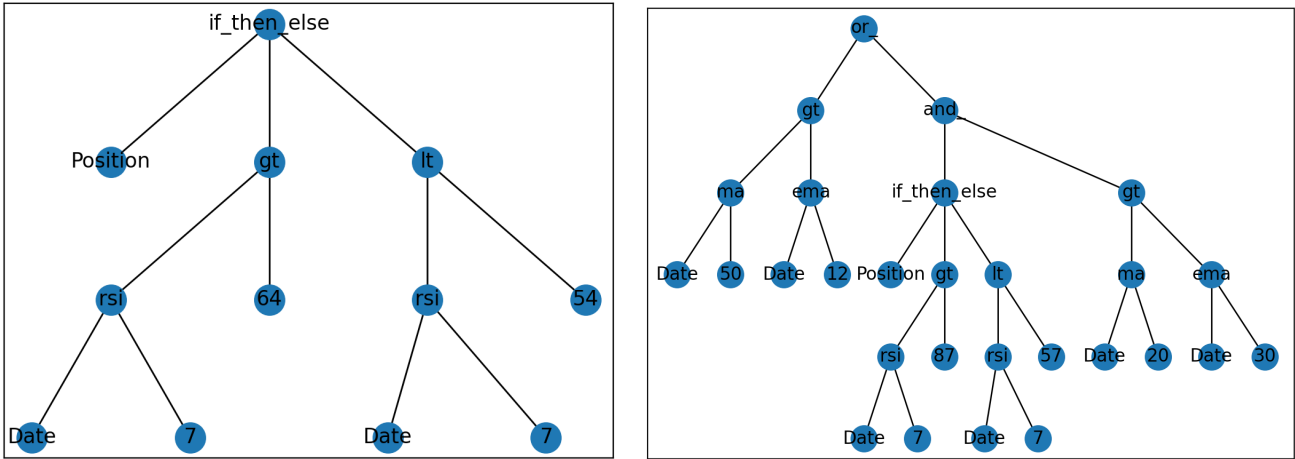 if_then_else
Position gt lt
rsi 64 rsi 54
Date 7 Date 7
or_
gt and_
ma ema if_then_else gt
Date 50 Date 12 Position gt lt ma ema
rsi 87 rsi 57 Date 20 Date 30
Date 7 Date 7